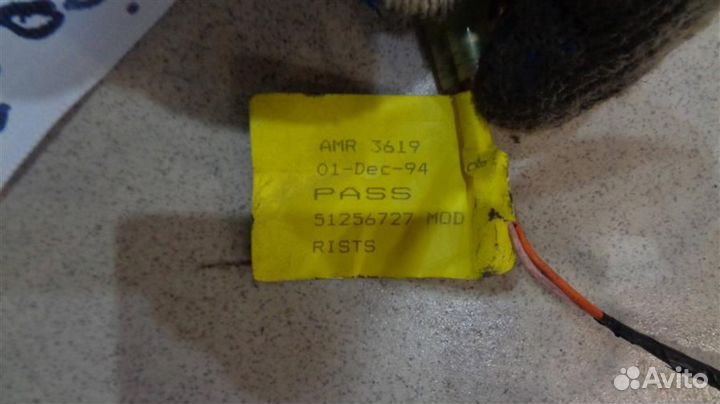 AMR 3619
01-Dec-94
PASS
51256727 MOD
RISTS
Avito